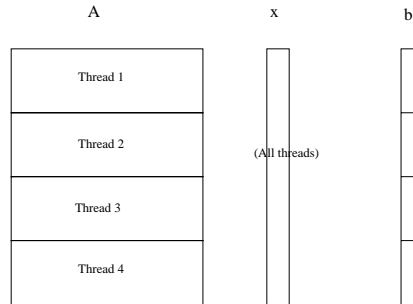 A
x
b
Thread 1
Thread 2
(All threads)
Thread 3
Thread 4